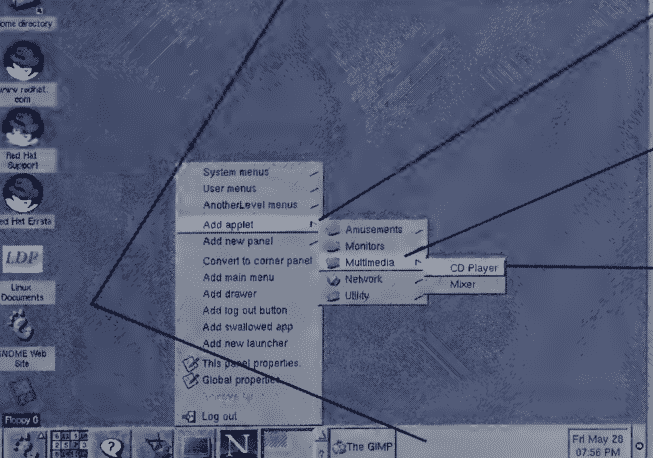 ome directory
www.redhat.
com
Red Hat
Support
ed Hat Errata
LDP
Linux
Documents
GNOME Web
Site
Floppy 0
System menus
User menus
AnotherLevel menus
Add applet
Add new panel
Convert to corner panel
Add main menu
Add drawer
Add log out button
Add swallowed app
Add new launcher
This panel properties.
Global properties.
Log out
Amusements
Monitors
Multimedia
Network
Utility
CD Player
Mixer
?
N
?
The GIMP
Fri May 28
07:56 PM